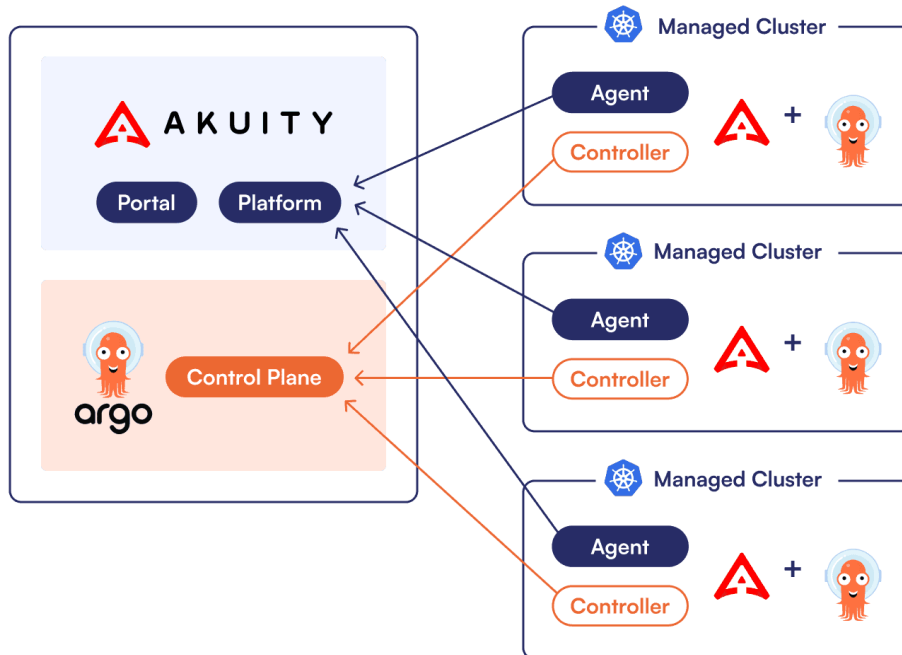 AKUITY
Portal
Platform
argo
Control Plane
Managed Cluster
Agent
+
Controller
Managed Cluster
Agent
+
Controller
Managed Cluster
Agent
+
Controller